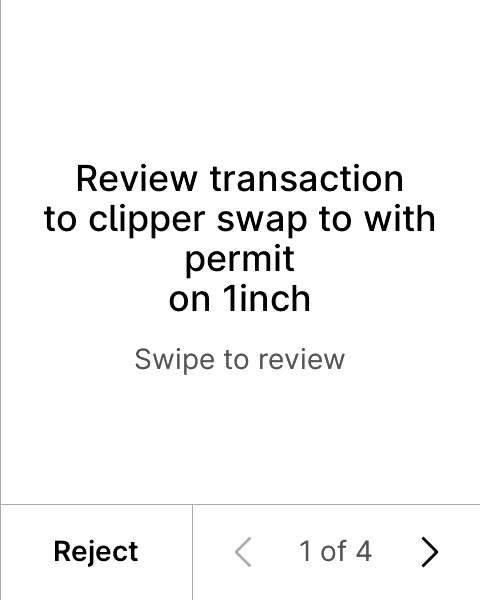 Review transaction
to clipper swap to with
permit
on 1inch
Swipe to review
Reject
1 of 4